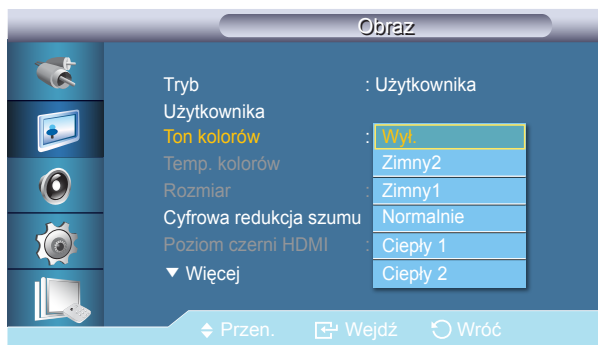 Obraz
Tryb : Użytkownika
Użytkownika
Ton kolorów : Wył.
Temp. kolorów Zimny2
Rozmiar : Zimny1
Cyfrowa redukcja szumu Normalnie
Poziom czerni HDMI : Ciepły 1
▼ Więcej Ciepły 2
Przen. Wejdź Wróć